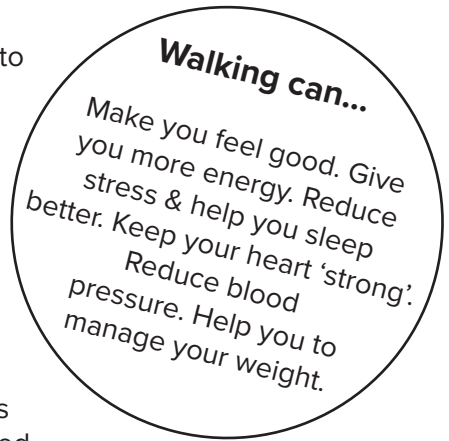 to
Walking can...
Make you feel good. Give
you more energy. Reduce
stress & help you sleep
better. Keep your heart ‘strong’.
Reduce blood
pressure. Help you to
manage your weight.
s